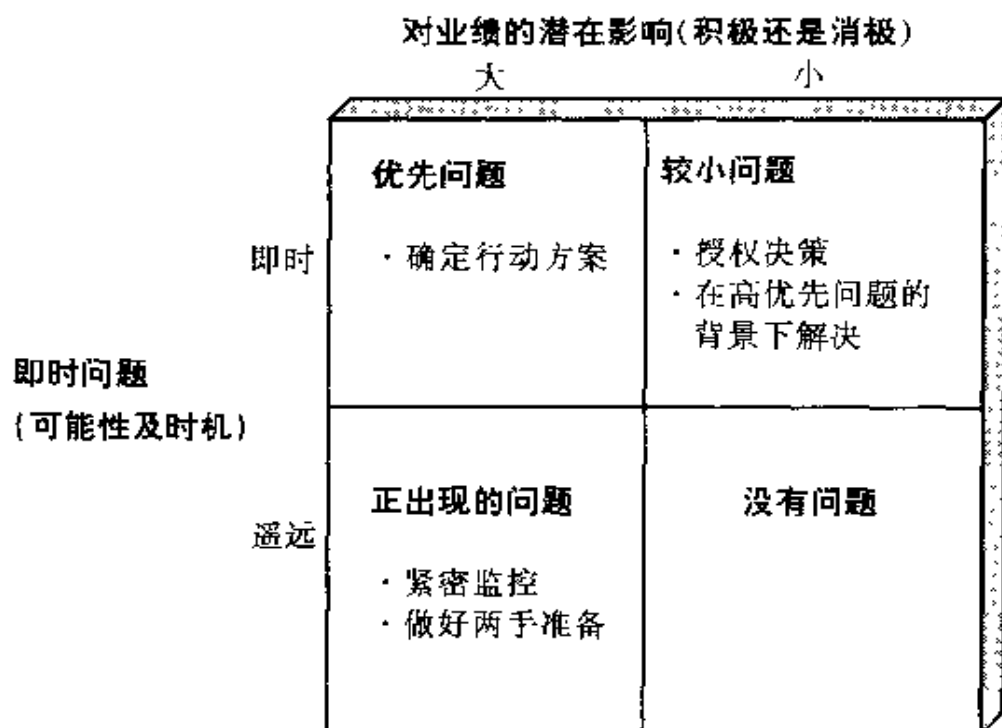 对业绩的潜在影响(积极还是消极)
大 小
优先问题 较小问题
即时 ·确定行动方案 ·授权决策
·在高优先问题的
背景下解决
即时问题
(可能性及时机)
正出现的问题 没有问题
遥远
·紧密监控
·做好两手准备